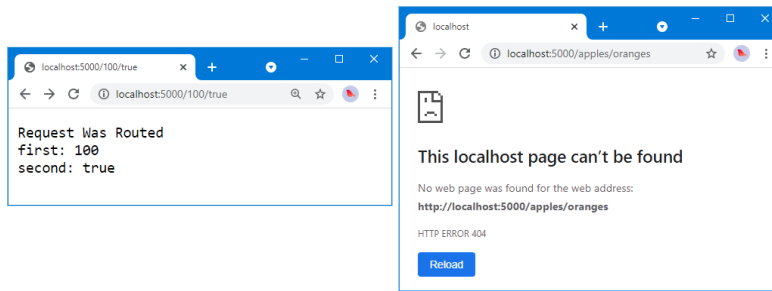 localhost:5000/100/true
localhost:5000/100/true
Request Was Routed
first: 100
second: true
localhost
localhost:5000/apples/oranges
This localhost page can’t be found
No web page was found for the web address:
http://localhost:5000/apples/oranges
HTTP ERROR 404
Reload